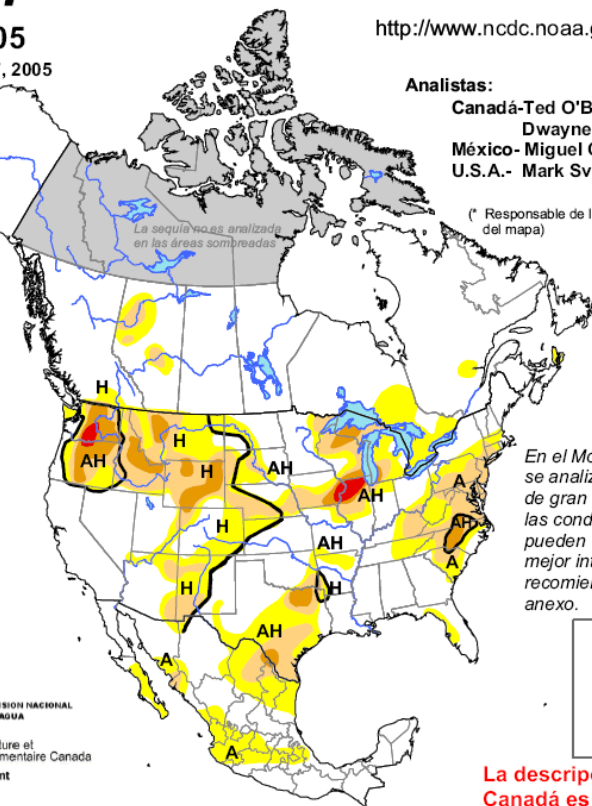 05
, 2005
http://www.ncdc.noaa.g
Analistas:
Canadá-Ted O'B
Dwayne
México- Miguel
U.S.A.- Mark Sv
(* Responsable de l
del mapa)
La sequía no es analizada
en las áreas sombreadas
H
AH
H
H
AH
AH
H
AH
H
H
AH
A
AH
A
A
A
En el Mo
se analiz
de gran
las cond
pueden
mejor int
recomien
anexo.
SION NACIONAL
AGUA
ture et
mentaire Canada
nt
La descripc
Canadá es